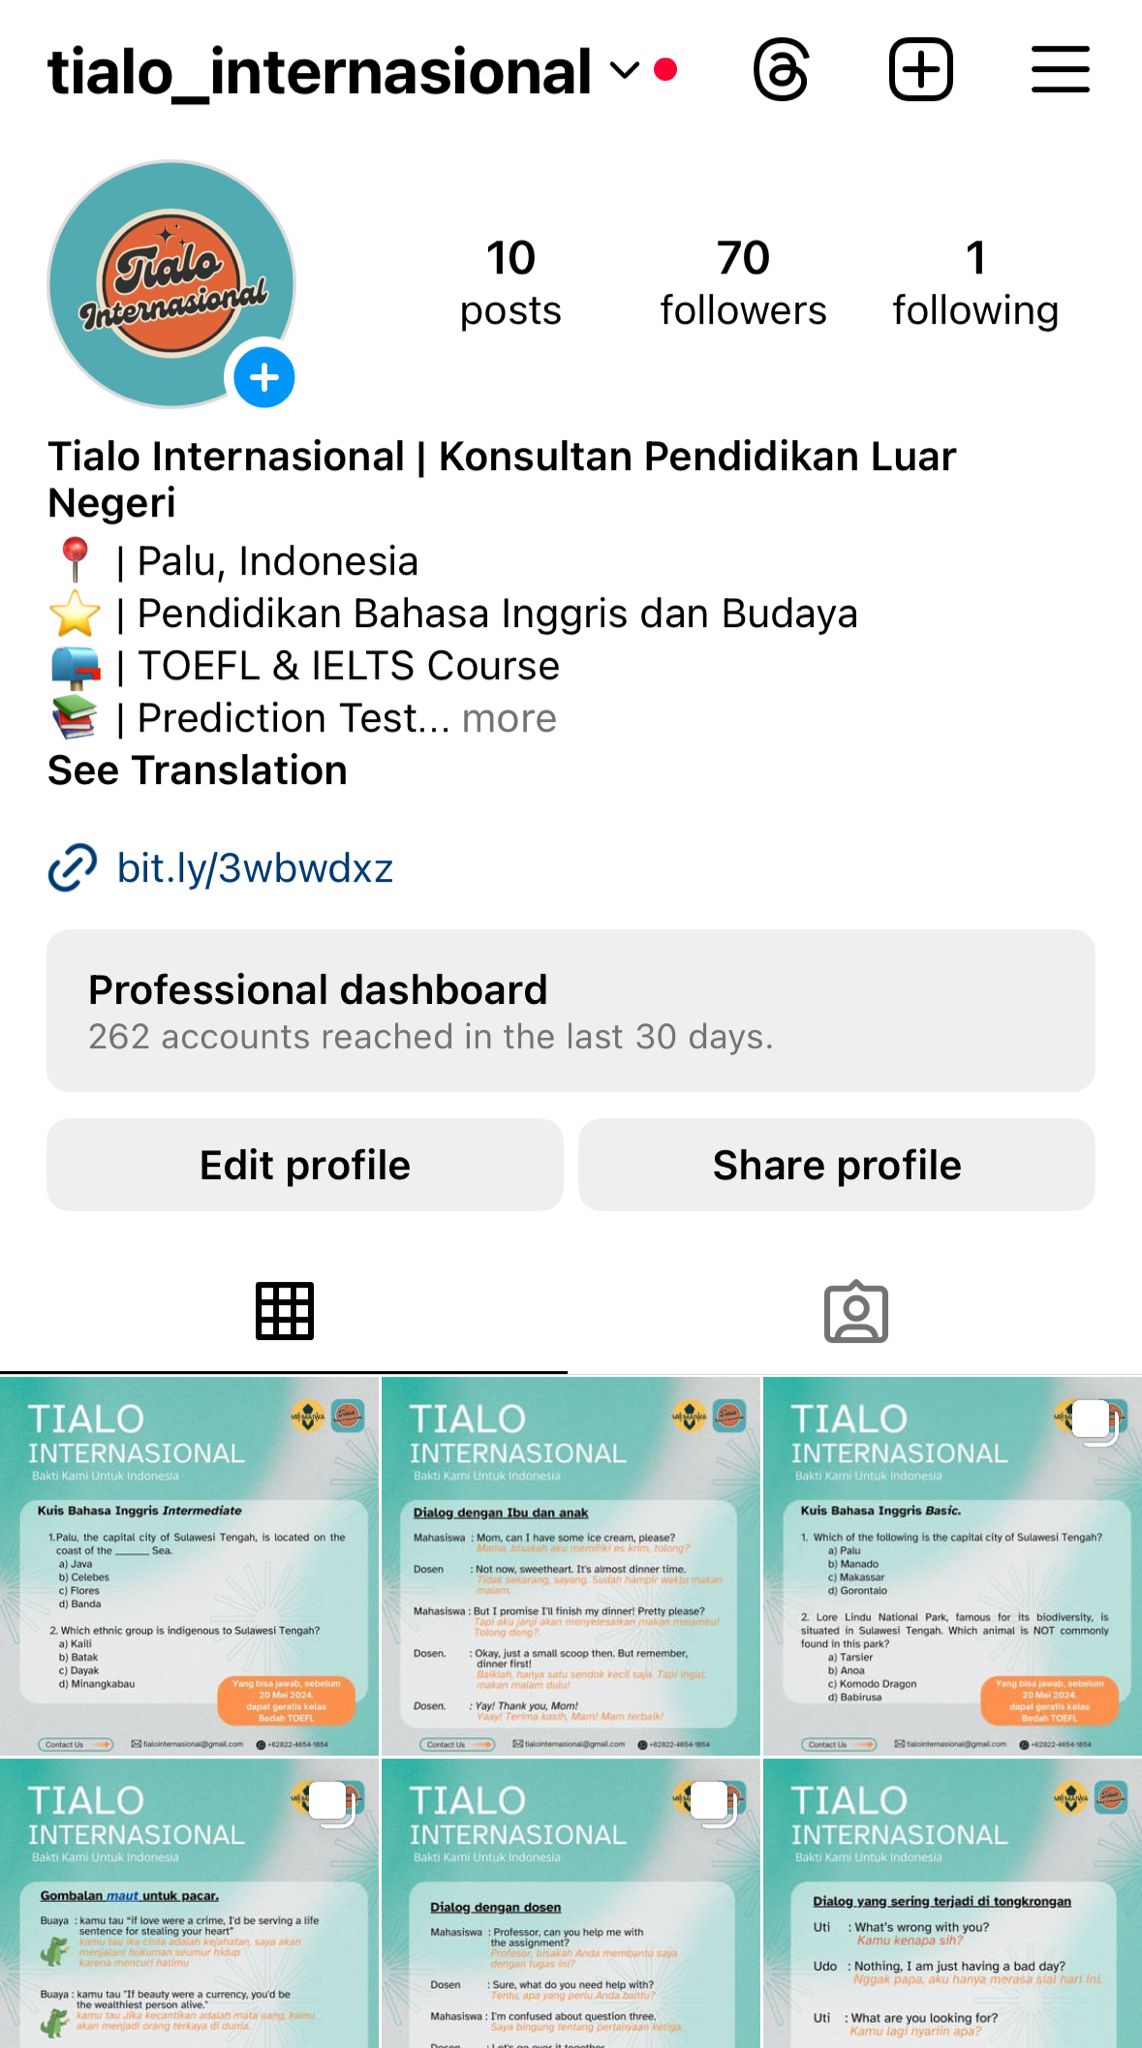 tialo_internasional
Tialo
Internasional
10
posts
70
followers
1
following
Tialo Internasional | Konsultan Pendidikan Luar
Negeri
| Palu, Indonesia
| Pendidikan Bahasa Inggris dan Budaya
| TOEFL & IELTS Course
| Prediction Test... more
See Translation
bit.ly/3wbwdxz
Professional dashboard
262 accounts reached in the last 30 days.
Edit profile
Share profile
TIALO
INTERNASIONAL
Bakti Kami Untuk Indonesia
Kuis Bahasa Inggris Intermediate
1.Palu, the capital city of Sulawesi Tengah, is located on the
coast of the ______ Sea.
a) Java
b) Celebes
c) Flores
d) Banda
2. Which ethnic group is indigenous to Sulawesi Tengah?
a) Kaili
b) Batak
c) Dayak
d) Minangkabau
Yang bisa jawab, sebelum
20 Mei 2024.
dapat geratis kelas
Bedah TOEFL
Contact Us
tialointernasional@gmail.com
+62822-4654-1854
TIALO
INTERNASIONAL
Bakti Kami Untuk Indonesia
Dialog dengan Ibu dan anak
Mahasiswa : Mom, can I have some ice cream, please?
Mama, bisakah aku memiliki es krim, tolong?
Dosen : Not now, sweetheart. It's almost dinner time.
Tidak sekarang, sayang. Sudah hampir waktu makan
malam.
Mahasiswa : But I promise I'll finish my dinner! Pretty please?
Tapi aku janji akan menyelesaikan makan malamku!
Tolong dong?.
Dosen. : Okay, just a small scoop then. But remember,
dinner first!
Baiklah, hanya satu sendok kecil saja. Tapi ingat,
makan malam dulu!
Dosen. : Yay! Thank you, Mom!
Yaay! Terima kasih, Mam! Mam terbaik!
Contact Us
tialointernasional@gmail.com
+62822-4654-1854
TIALO
INTERNASIONAL
Bakti Kami Untuk Indonesia
Kuis Bahasa Inggris Basic.
1. Which of the following is the capital city of Sulawesi Tengah?
a) Palu
b) Manado
c) Makassar
d) Gorontalo
2. Lore Lindu National Park, famous for its biodiversity, is
situated in Sulawesi Tengah. Which animal is NOT commonly
found in this park?
a) Tarsier
b) Anoa
c) Komodo Dragon
d) Babirusa
Yang bisa jawab, sebelum
20 Mei 2024.
dapat geratis kelas
Bedah TOEFL
Contact Us
tialointernasional@gmail.com
+62822-4654-1854
TIALO
INTERNASIONAL
Bakti Kami Untuk Indonesia
Gombalan maut untuk pacar.
Buaya : kamu tau "if love were a crime, I'd be serving a life
sentence for stealing your heart"
kamu tau jka cinta adalah kejahatan, saya akan
menjalani hukuman seumur hidup
karena mencuri hatimu
Buaya : kamu tau "If beauty were a currency, you'd be
the wealthiest person alive."
kamu tau Jika kecantikan adalah mata uang, kamu
akan menjadi orang terkaya di dunia.
TIALO
INTERNASIONAL
Bakti Kami Untuk Indonesia
Dialog dengan dosen
Mahasiswa : Professor, can you help me with
the assignment?
Profesor, bisakah Anda membantu saya
dengan tugas ini?
Dosen : Sure, what do you need help with?
Tentu, apa yang perlu Anda bantu?
Mahasiswa : I'm confused about question three.
Saya bingung tentang pertanyaan ketiga.
Dosen : Let's go over it together.
TIALO
INTERNASIONAL
Bakti Kami Untuk Indonesia
Dialog yang sering terjadi di tongkrongan
Uti : What's wrong with you?
Kamu kenapa sih?
Udo : Nothing, I am just having a bad day?
Nggak papa, aku hanya merasa sial hari ini.
Uti : What are you looking for?
Kamu lagi nyariin apa?